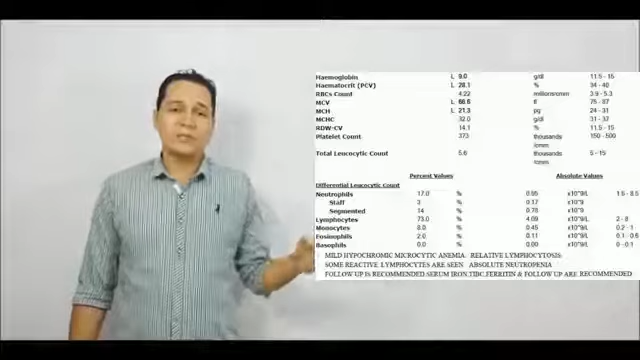 Haemoglobin L 9.0 g/dl 11.5 - 15
Haematocrit (PCV) L 28.1 % 34 - 40
RBCs Count 4.22 millions/cmm 3.9 - 5.3
MCV L 66.6 fl 75 - 87
MCH L 21.3 pg 24 - 31
MCHC 32.0 g/dl 31 - 37
RDW-CV 14.1 % 11.5 - 15
Platelet Count 373 thousands 150 - 500
/cmm
Total Leucocytic Count 5.6 thousands 5 - 15
/cmm
Percent Values Absolute Values
Differential Leucocytic Count
Neutrophils 17.0 % 0.95 x10^9/L 1.5 - 8.5
Staff 3 % 0.17 x10^9
Segmented 14 % 0.78 x10^9
Lymphocytes 73.0 % 4.09 x10^9/L 2 - 8
Monocytes 8.0 % 0.45 x10^9/L 0.2 - 1
Eosinophils 2.0 % 0.11 x10^9/L 0.1 - 0.6
Basophils 0.0 % 0.00 x10^9/L 0 - 0.1
MILD HYPOCHROMIC MICROCYTIC ANEMIA. RELATIVE LYMPHOCYTOSIS.
SOME REACTIVE LYMPHOCYTES ARE SEEN ABSOLUTE NEUTROPENIA
FOLLOW UP IS RECOMMENDED.SERUM IRON,TIBC,FERRITIN & FOLLOW UP ARE RECOMMENDED